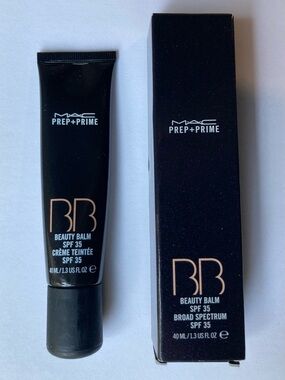 MAC
PREP+PRIME
BB
BEAUTY BALM
SPF 35
CRÈME TEINTÉE
SPF 35
40 ML/1.3 US FL OZ ℮
MAC
PREP+PRIME
BB
BEAUTY BALM
SPF 35
BROAD SPECTRUM
SPF 35
40 ML/1.3 US FL OZ ℮